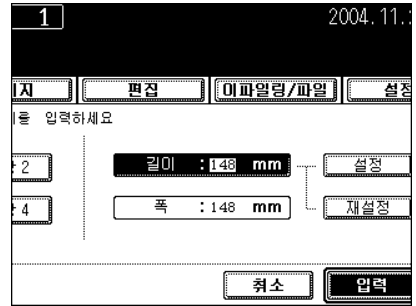 1 2004.11.
지 편집 이파일링/파일 설정
를 입력하세요
2 길이 :148 mm 설정
4 폭 :148 mm 재설정
취소 입력